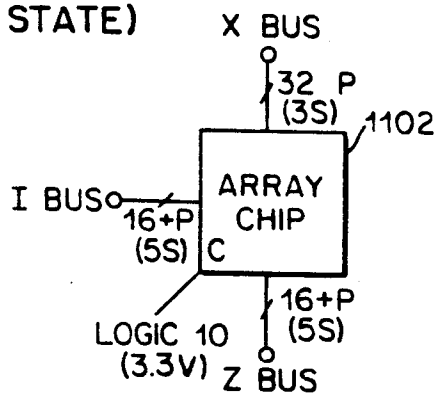 STATE)
X BUS
32 P
(3S)
1102
ARRAY
CHIP
I BUS
16+P
(5S)
C
16+P
(5S)
LOGIC 10
(3.3V)
Z BUS